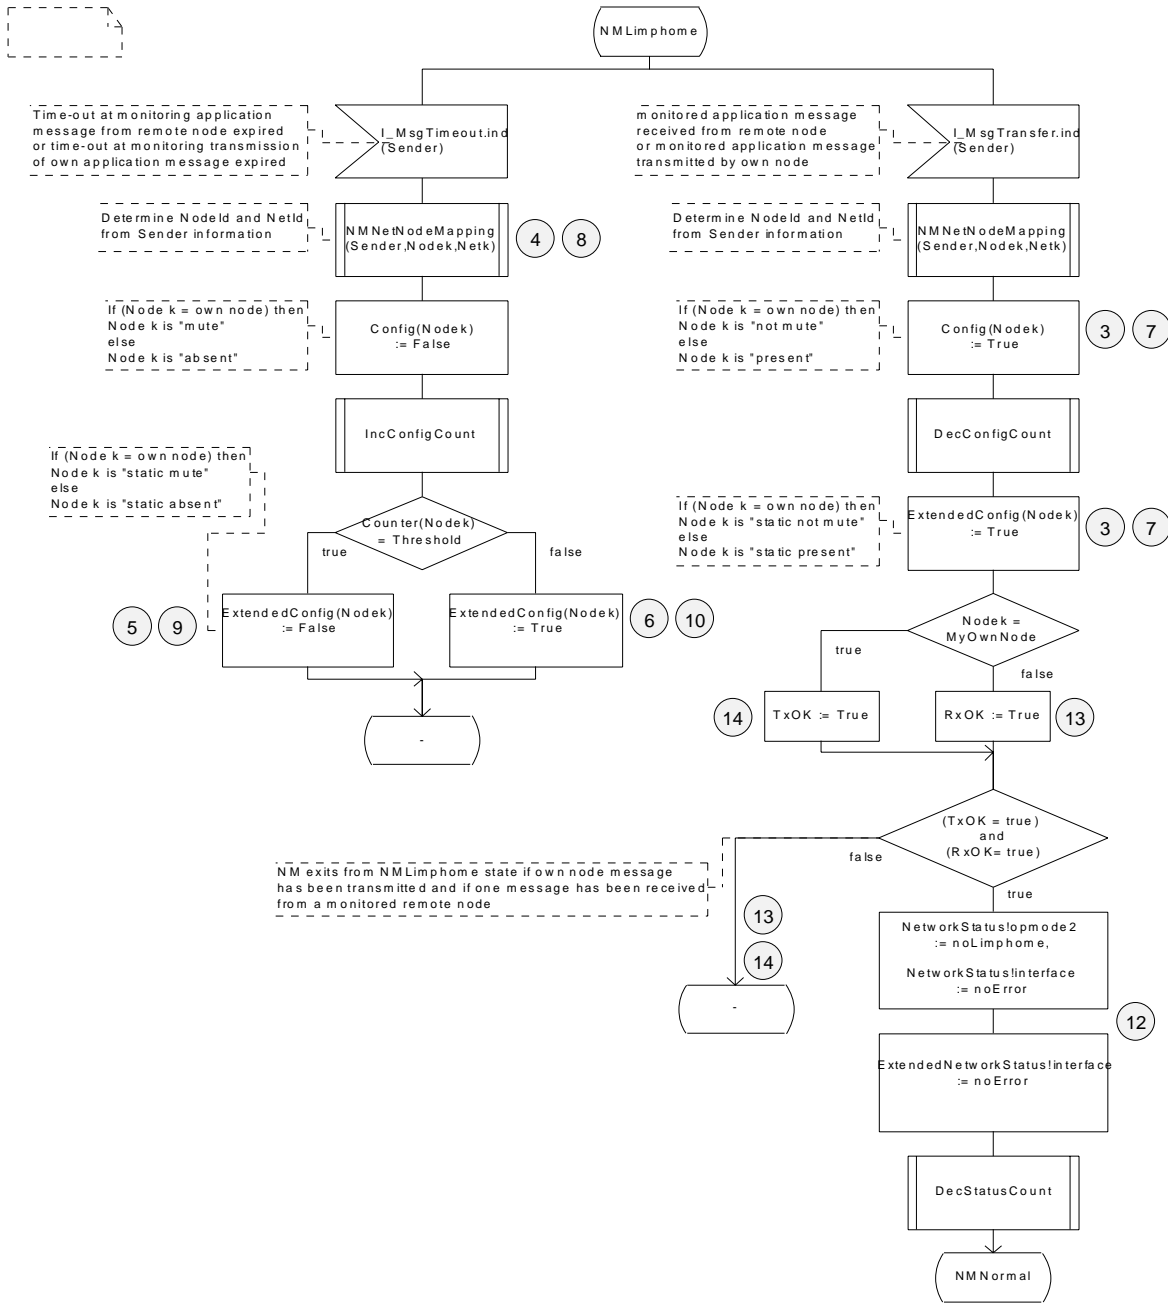 NMLimphome
Time-out at monitoring application
message from remote node expired
or time-out at monitoring transmission
of own application message expired
I_MsgTimeout.ind
(Sender)
Determine NodeId and NetId
from Sender information
NMNetNodeMapping
(Sender,Nodek,Netk)
4
8
If (Node k = own node) then
Node k is "mute"
else
Node k is "absent"
Config(Nodek)
:= False
IncConfigCount
If (Node k = own node) then
Node k is "static mute"
else
Node k is "static absent"
Counter(Nodek)
= Threshold
true
false
5
9
ExtendedConfig(Nodek)
:= False
ExtendedConfig(Nodek)
:= True
6
10
-
monitored application message
received from remote node
or monitored application message
transmitted by own node
I_MsgTransfer.ind
(Sender)
Determine NodeId and NetId
from Sender information
NMNetNodeMapping
(Sender,Nodek,Netk)
If (Node k = own node) then
Node k is "not mute"
else
Node k is "present"
Config(Nodek)
:= True
3
7
DecConfigCount
If (Node k = own node) then
Node k is "static not mute"
else
Node k is "static present"
ExtendedConfig(Nodek)
:= True
3
7
Nodek =
MyOwnNode
true
false
14
TxOK := True
RxOK := True
13
(TxOK = true)
and
(RxOK= true)
false
true
NM exits from NMLimphome state if own node message
has been transmitted and if one message has been received
from a monitored remote node
13
14
-
NetworkStatus!opmode2
:= noLimphome,
NetworkStatus!interface
:= noError
12
ExtendedNetworkStatus!interface
:= noError
DecStatusCount
NMNormal